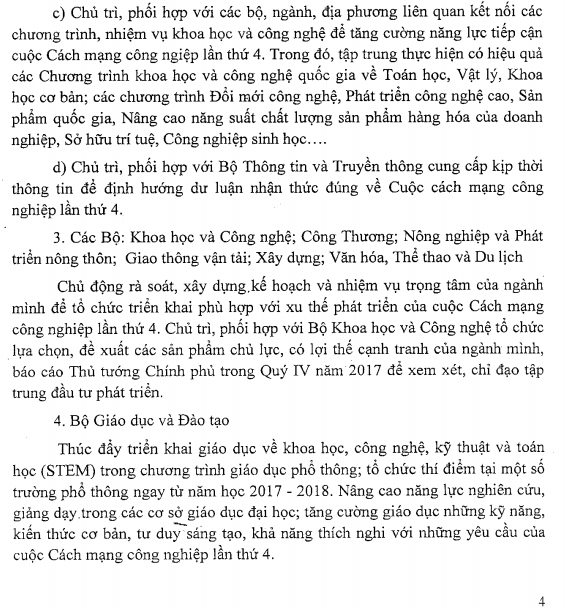 c) Chủ trì, phối hợp với các bộ, ngành, địa phương liên quan kết nối các
chương trình, nhiệm vụ khoa học và công nghệ để tăng cường năng lực tiếp cận
cuộc Cách mạng công ngiệp lần thứ 4. Trong đó, tập trung thực hiện có hiệu quả
các Chương trình khoa học và công nghệ quốc gia về Toán học, Vật lý, Khoa
học cơ bản; các chương trình Đổi mới công nghệ, Phát triển công nghệ cao, Sản
phẩm quốc gia, Nâng cao năng suất chất lượng sản phẩm hàng hóa của doanh
nghiệp, Sở hữu trí tuệ, Công nghiệp sinh học….
d) Chủ trì, phối hợp với Bộ Thông tin và Truyền thông cung cấp kịp thời
thông tin để định hướng dư luận nhận thức đúng về Cuộc cách mạng công
nghiệp lần thứ 4.
3. Các Bộ: Khoa học và Công nghệ; Công Thương; Nông nghiệp và Phát
triển nông thôn; Giao thông vận tải; Xây dựng; Văn hóa, Thể thao và Du lịch
Chủ động rà soát, xây dựng kế hoạch và nhiệm vụ trọng tâm của ngành
mình để tổ chức triển khai phù hợp với xu thế phát triển của cuộc Cách mạng
công nghiệp lần thứ 4. Chủ trì, phối hợp với Bộ Khoa học và Công nghệ tổ chức
lựa chọn, đề xuất các sản phẩm chủ lực, có lợi thế cạnh tranh của ngành mình,
báo cáo Thủ tướng Chính phủ trong Quý IV năm 2017 để xem xét, chỉ đạo tập
trung đầu tư phát triển.
4. Bộ Giáo dục và Đào tạo
Thúc đẩy triển khai giáo dục về khoa học, công nghệ, kỹ thuật và toán
học (STEM) trong chương trình giáo dục phổ thông; tổ chức thí điểm tại một số
trường phổ thông ngay từ năm học 2017 - 2018. Nâng cao năng lực nghiên cứu,
giảng dạy trong các cơ sở giáo dục đại học; tăng cường giáo dục những kỹ năng,
kiến thức cơ bản, tư duy sáng tạo, khả năng thích nghi với những yêu cầu của
cuộc Cách mạng công nghiệp lần thứ 4.
4